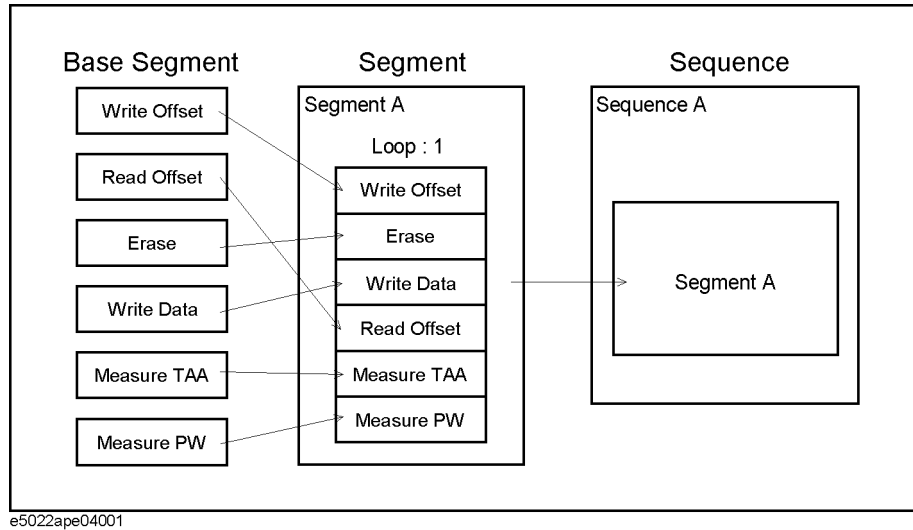 Base Segment
Segment
Sequence
Write Offset
Read Offset
Erase
Write Data
Measure TAA
Measure PW
Segment A
Loop : 1
Write Offset
Erase
Write Data
Read Offset
Measure TAA
Measure PW
Sequence A
Segment A
e5022ape04001